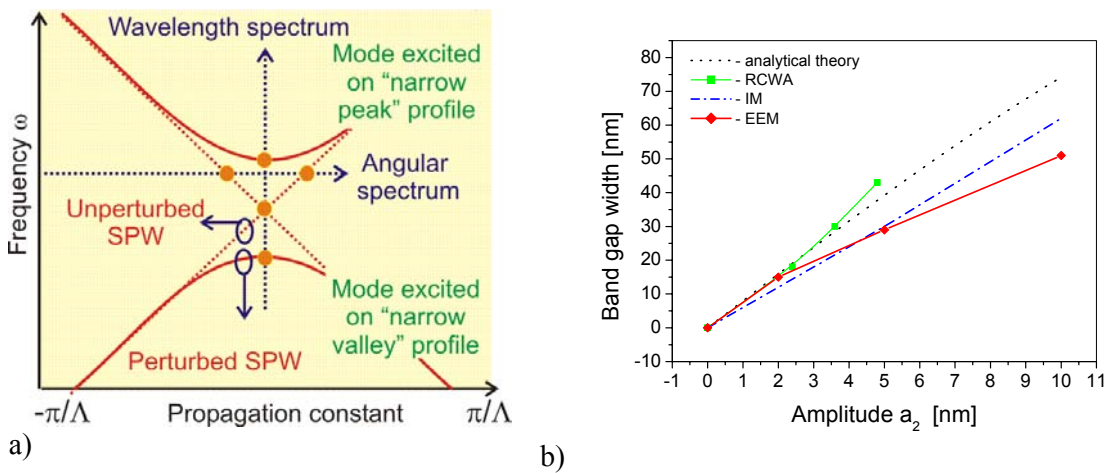 Wavelength spectrum
Mode excited
on “narrow
peak” profile
Angular
spectrum
Unperturbed
SPW
Mode excited
on “narrow
valley” profile
Perturbed SPW
Frequency ω
-π/Λ
Propagation constant
π/Λ
a)
- analytical theory
- RCWA
- IM
- EEM
Band gap width [nm]
80
70
60
50
40
30
20
10
0
-10
-1 0 1 2 3 4 5 6 7 8 9 10 11
Amplitude a₂ [nm]
b)